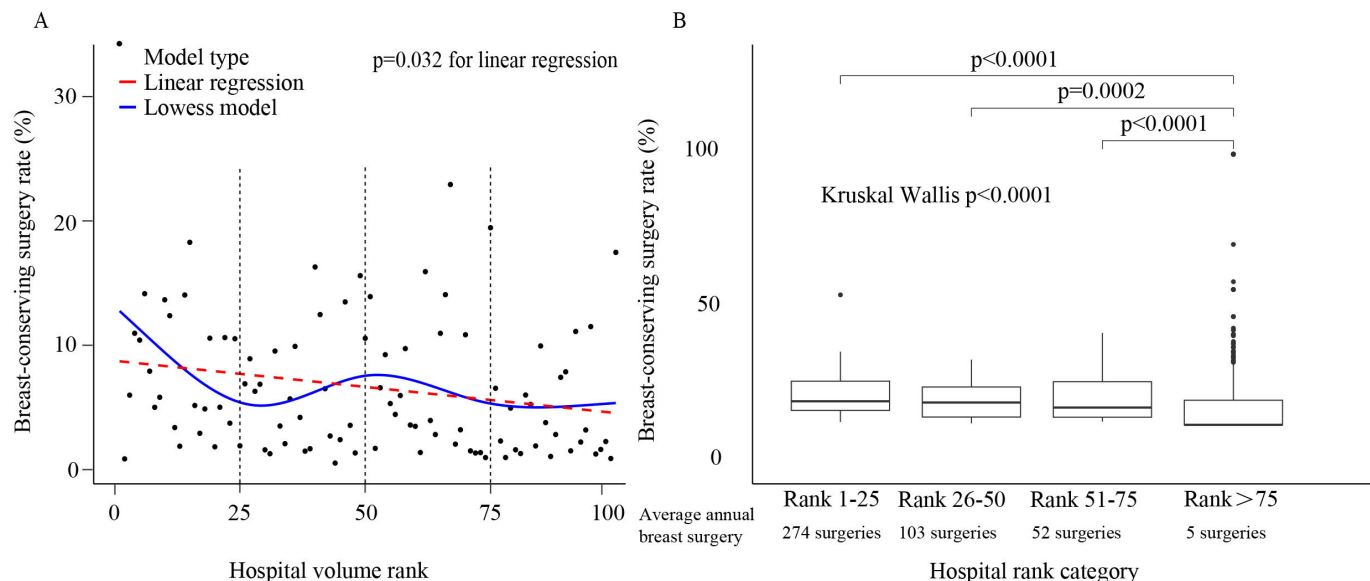 A
Breast-conserving surgery rate (%)
30
20
10
0
Model type
Linear regression
Lowess model
p=0.032 for linear regression
0
25
50
75
100
Hospital volume rank
B
Breast-conserving surgery rate (%)
100
50
0
p<0.0001
p=0.0002
p<0.0001
Kruskal Wallis p<0.0001
Rank 1-25
Rank 26-50
Rank 51-75
Rank>75
Average annual
breast surgery
274 surgeries
103 surgeries
52 surgeries
5 surgeries
Hospital rank category